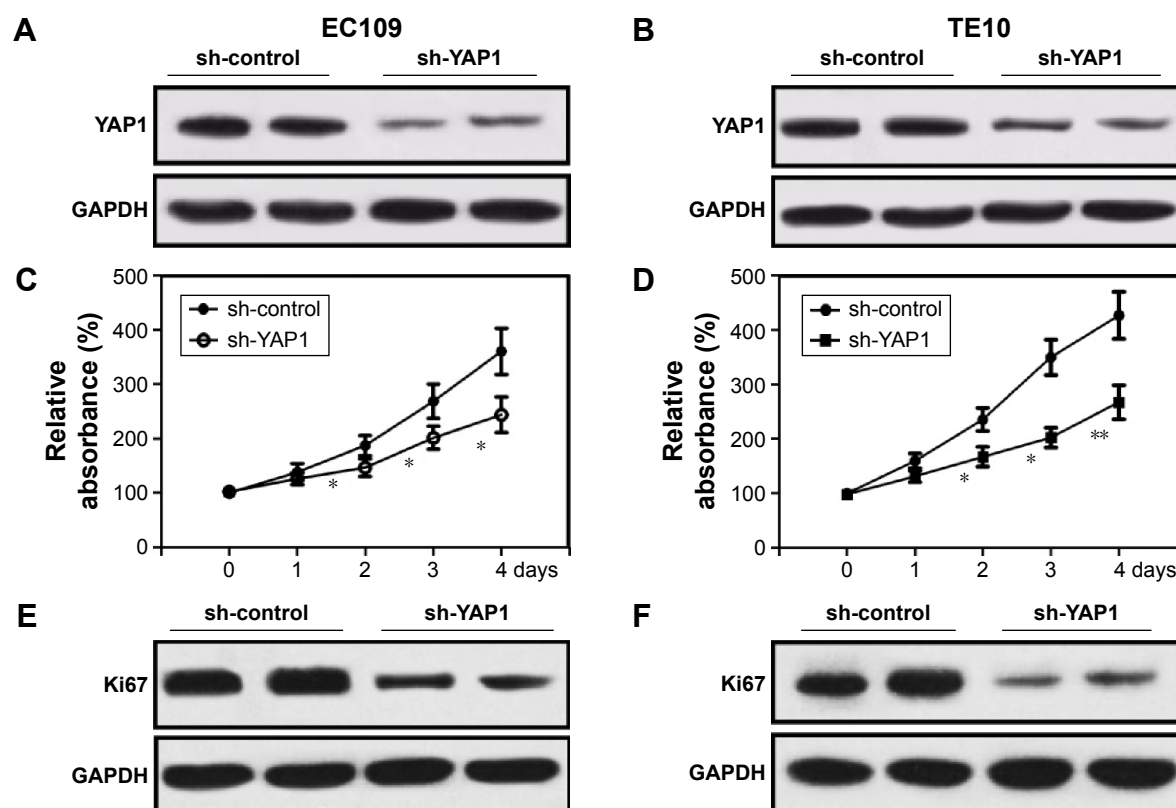 A
EC109
sh-control sh-YAP1
YAP1
GAPDH
B
TE10
sh-control sh-YAP1
YAP1
GAPDH
C
Relative
absorbance (%)
500
400
300
200
100
0
sh-control
sh-YAP1
*
*
*
0 1 2 3 4 days
D
Relative
absorbance (%)
500
400
300
200
100
0
sh-control
sh-YAP1
*
*
**
0 1 2 3 4 days
E
sh-control sh-YAP1
Ki67
GAPDH
F
sh-control sh-YAP1
Ki67
GAPDH